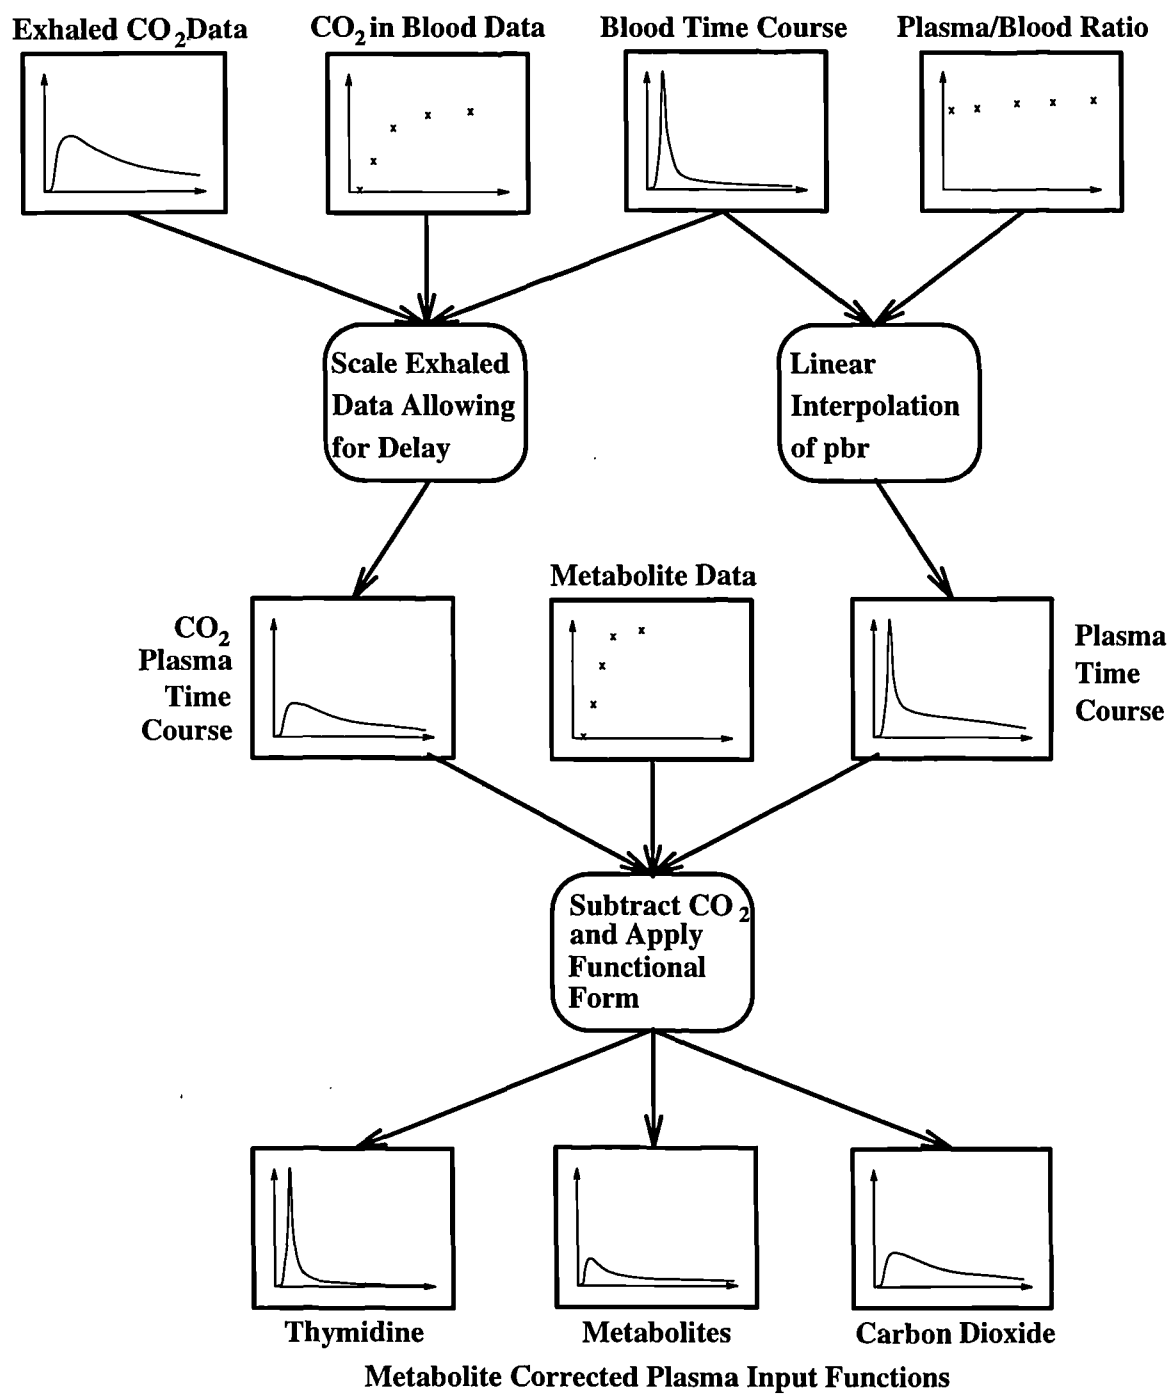 Exhaled CO2Data
CO2 in Blood Data
Blood Time Course
Plasma/Blood Ratio
Scale Exhaled
Data Allowing
for Delay
Linear
Interpolation
of pbr
CO2
Plasma
Time
Course
Metabolite Data
Plasma
Time
Course
Subtract CO2
and Apply
Functional
Form
Thymidine
Metabolites
Carbon Dioxide
Metabolite Corrected Plasma Input Functions